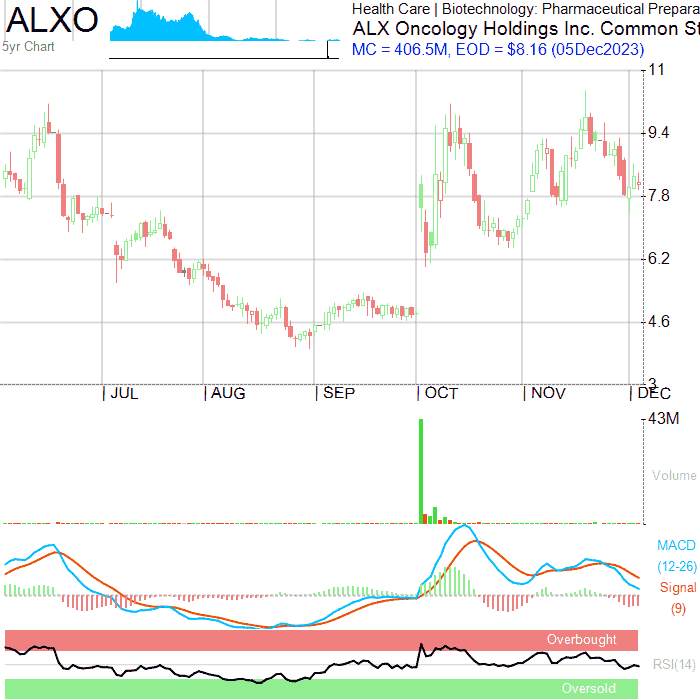 ALXO
5yr Chart
Health Care | Biotechnology: Pharmaceutical Prepara
ALX Oncology Holdings Inc. Common St
MC = 406.5M, EOD = $8.16 (05Dec2023)
11
9.4
7.8
6.2
4.6
3
JUL AUG SEP OCT NOV DEC
43M
Volume
MACD
(12-26)
Signal
(9)
Overbought
RSI(14)
Oversold